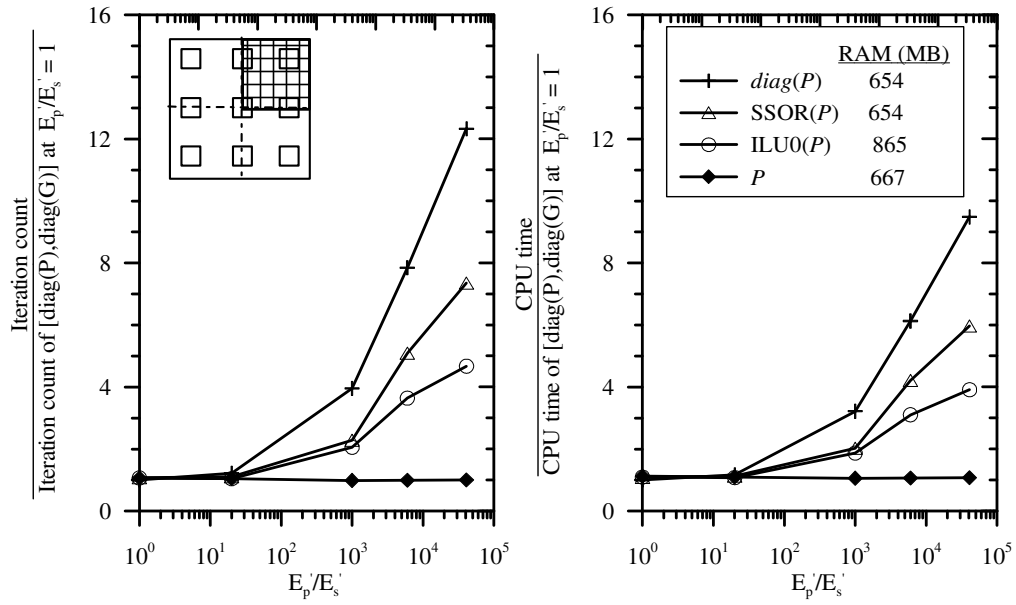 Iteration count
Iteration count of [diag(P),diag(G)] at E_p'/E_s' = 1
16
12
8
4
0
10^0 10^1 10^2 10^3 10^4 10^5
E_p'/E_s'
CPU time
CPU time of [diag(P),diag(G)] at E_p'/E_s' = 1
16
12
8
4
0
10^0 10^1 10^2 10^3 10^4 10^5
E_p'/E_s'
RAM (MB)
diag(P) 654
SSOR(P) 654
ILU0(P) 865
P 667